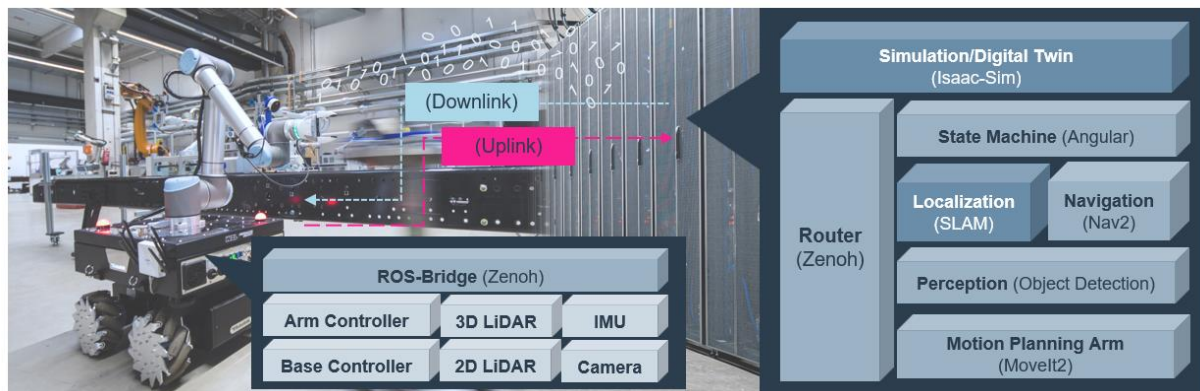 (Downlink)
(Uplink)
ROS-Bridge (Zenoh)
Arm Controller
3D LiDAR
IMU
Base Controller
2D LiDAR
Camera
Simulation/Digital Twin
(Isaac-Sim)
Router
(Zenoh)
State Machine (Angular)
Localization
(SLAM)
Navigation
(Nav2)
Perception (Object Detection)
Motion Planning Arm
(MoveIt2)